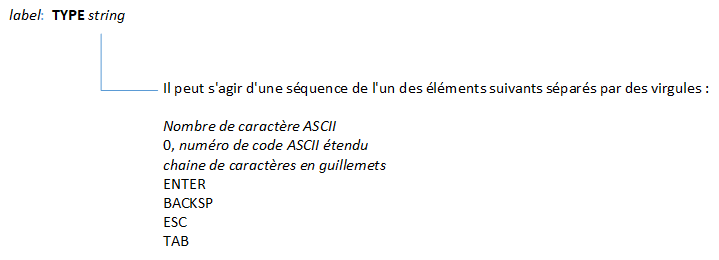 label: TYPE string
Il peut s'agir d'une séquence de l'un des éléments suivants séparés par des virgules :
Nombre de caractère ASCII
0, numéro de code ASCII étendu
chaine de caractères en guillemets
ENTER
BACKSP
ESC
TAB